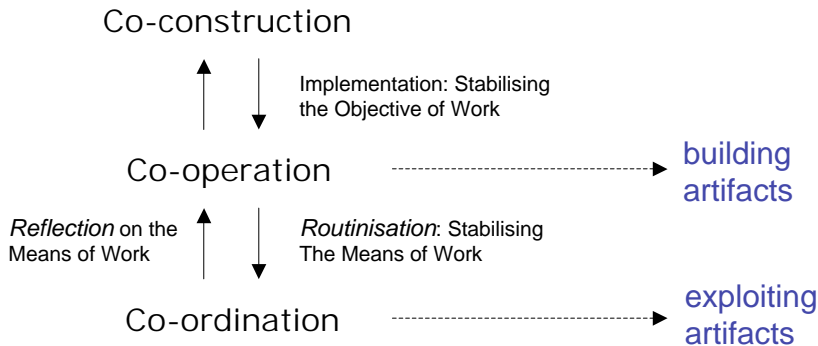 Co-construction
Implementation: Stabilising
the Objective of Work
Co-operation
building
artifacts
Reflection on the
Means of Work
Routinisation: Stabilising
The Means of Work
Co-ordination
exploiting
artifacts